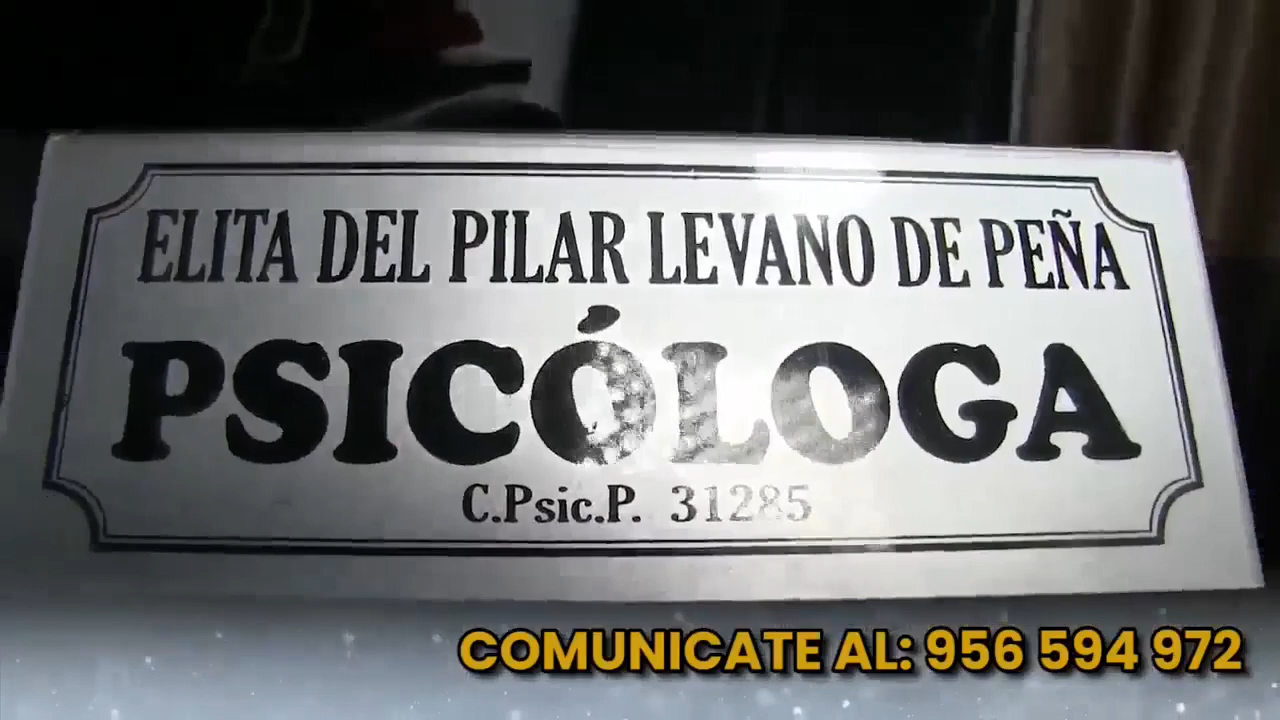 ELITA DEL PILAR LEVANO DE PEÑA
PSICÓLOGA
C.Psic.P. 31285
COMUNICATE AL: 956 594 972